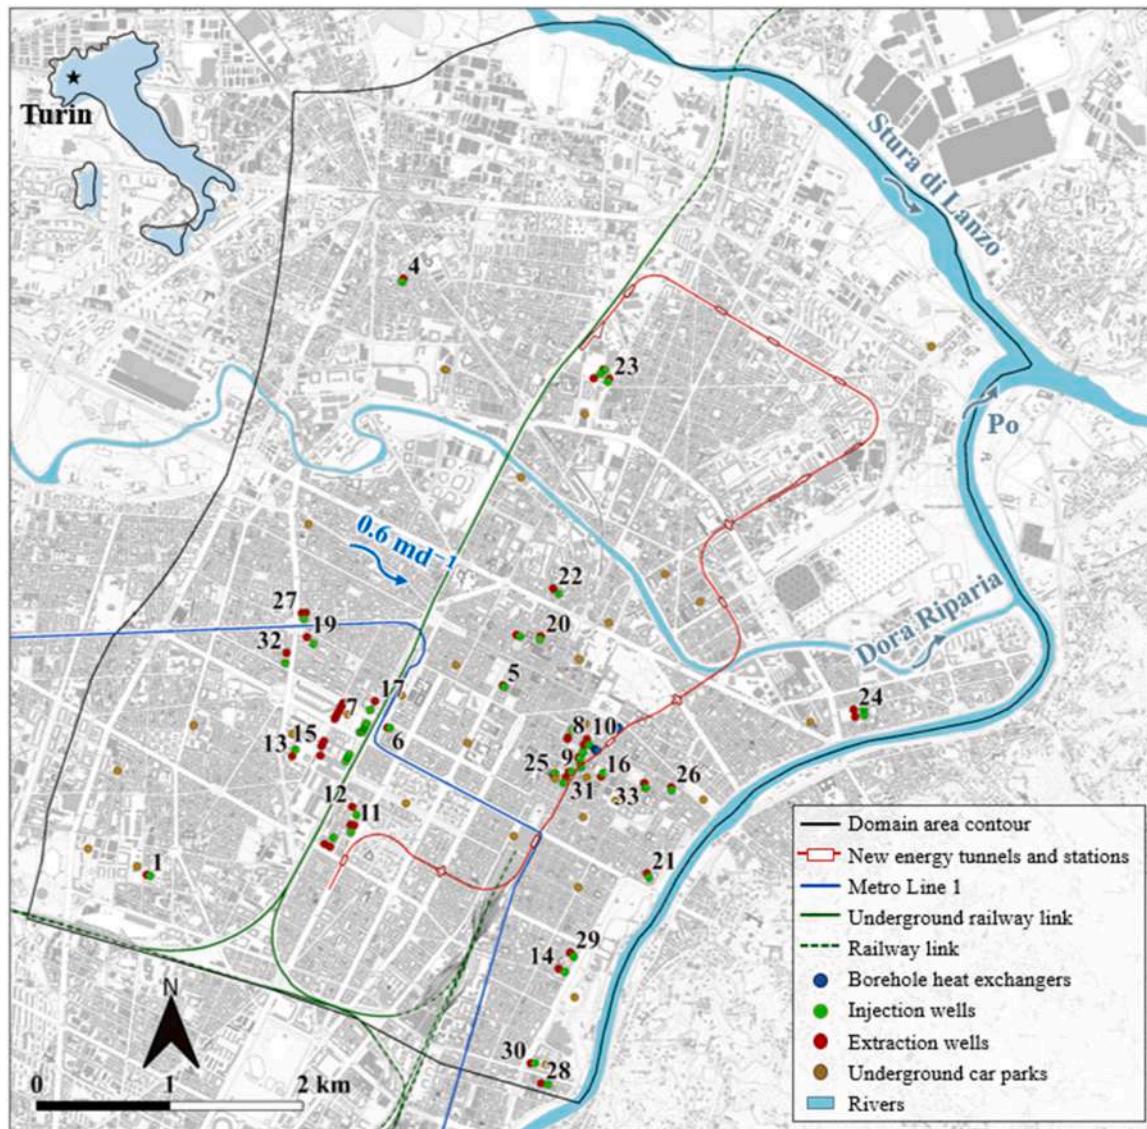 Turin
Stura di Lanzo
4
23
Po
0.6 md⁻¹
22
Dora Riparia
27
19
20
32
5
17
7
24
8
10
15
6
13
9
25
16
26
31
33
12
11
1
21
29
14
30
28
N
0
1
2 km
Domain area contour
New energy tunnels and stations
Metro Line 1
Underground railway link
Railway link
Borehole heat exchangers
Injection wells
Extraction wells
Underground car parks
Rivers